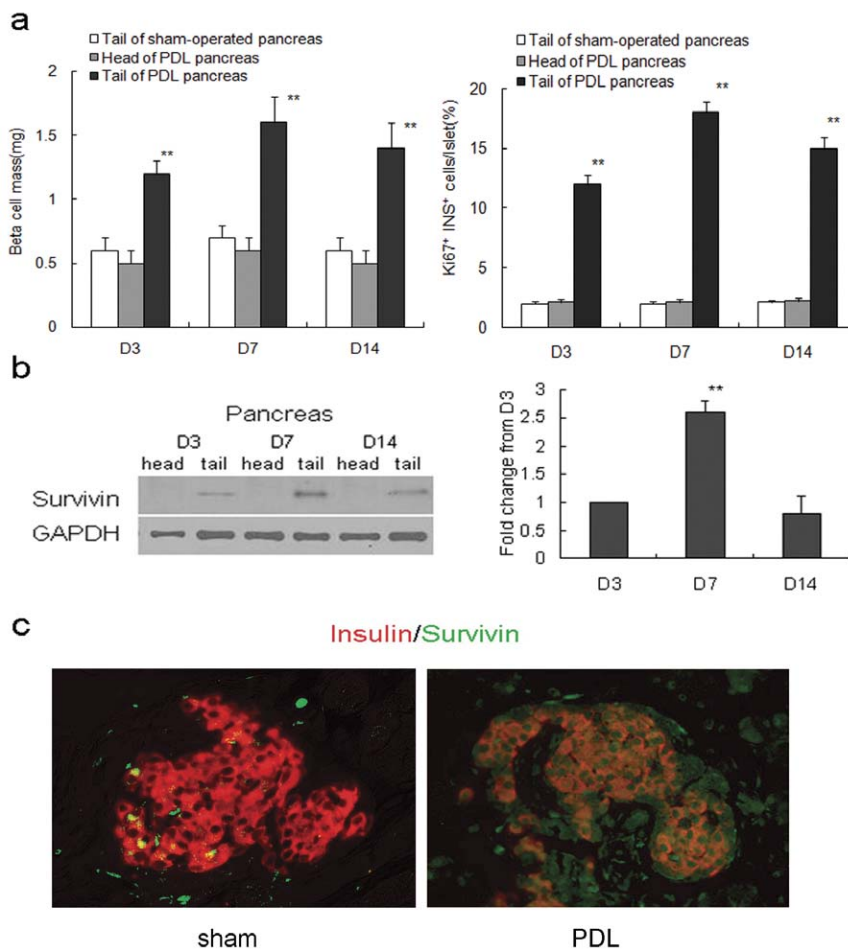 a
Tail of sham-operated pancreas
Head of PDL pancreas
Tail of PDL pancreas
Beta cell mass(mg)
2
1.5
1
0.5
0
**
**
**
D3 D7 D14
Tail of sham-operated pancreas
Head of PDL pancreas
Tail of PDL pancreas
Ki67⁺ INS⁺ cells/Islet(%)
20
15
10
5
0
**
**
**
D3 D7 D14
b
Pancreas
D3 D7 D14
head tail head tail head tail
Survivin
GAPDH
Fold change from D3
3
2.5
2
1.5
1
0.5
0
**
D3 D7 D14
c
Insulin/Survivin
sham PDL